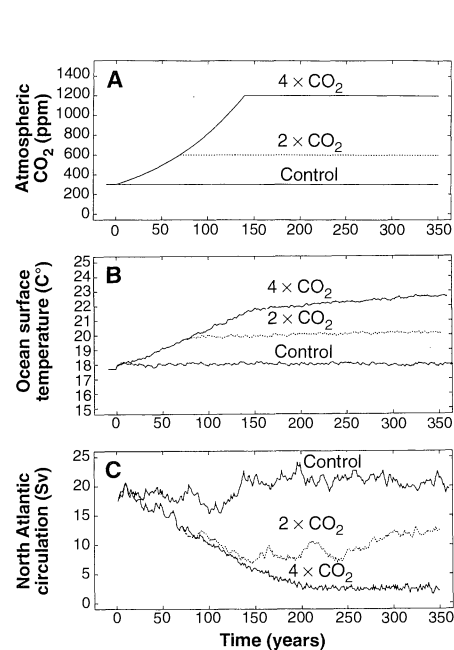 A
Atmospheric
CO₂ (ppm)
1400
1200
1000
800
600
400
200
0
4 × CO₂
2 × CO₂
Control
0 50 100 150 200 250 300 350
B
Ocean surface
temperature (C°)
25
24
23
22
21
20
19
18
17
16
15
4 × CO₂
2 × CO₂
Control
0 50 100 150 200 250 300 350
C
North Atlantic
circulation (Sv)
25
20
15
10
5
0
Control
2 × CO₂
4 × CO₂
0 50 100 150 200 250 300 350
Time (years)